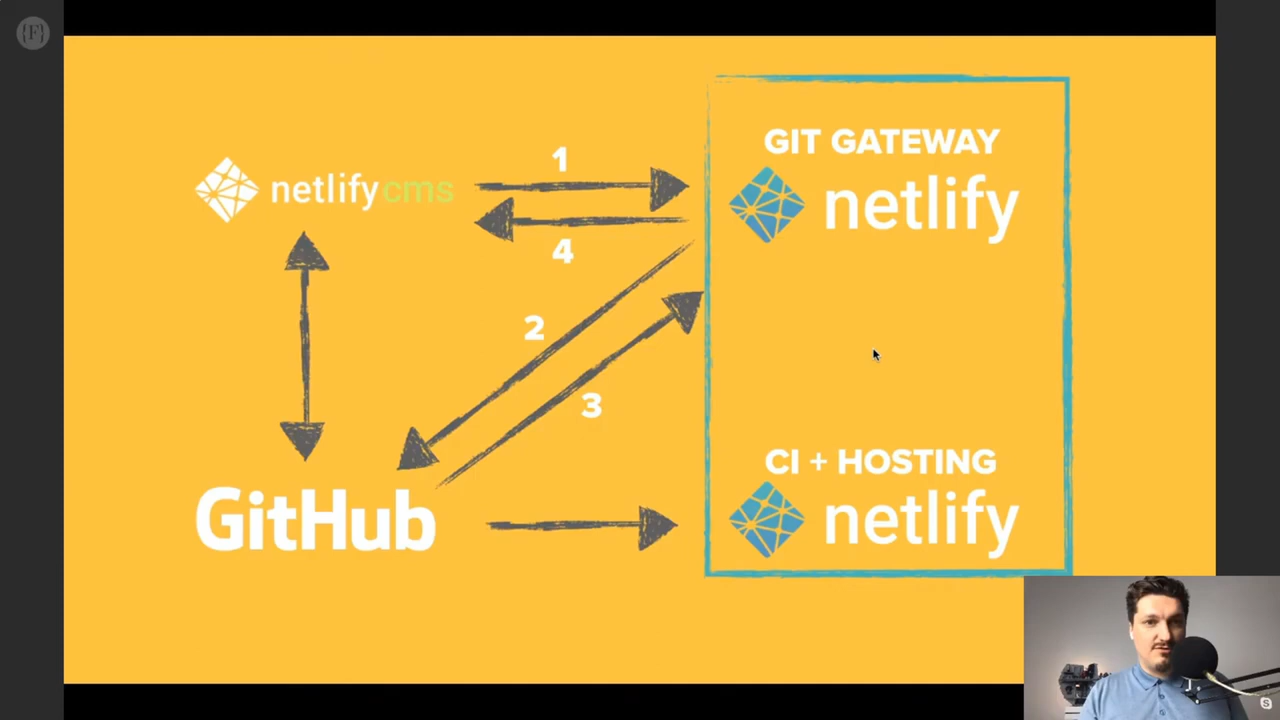 {F}
GIT GATEWAY
netlify
netlifycms
1
4
2
3
CI + HOSTING
netlify
GitHub